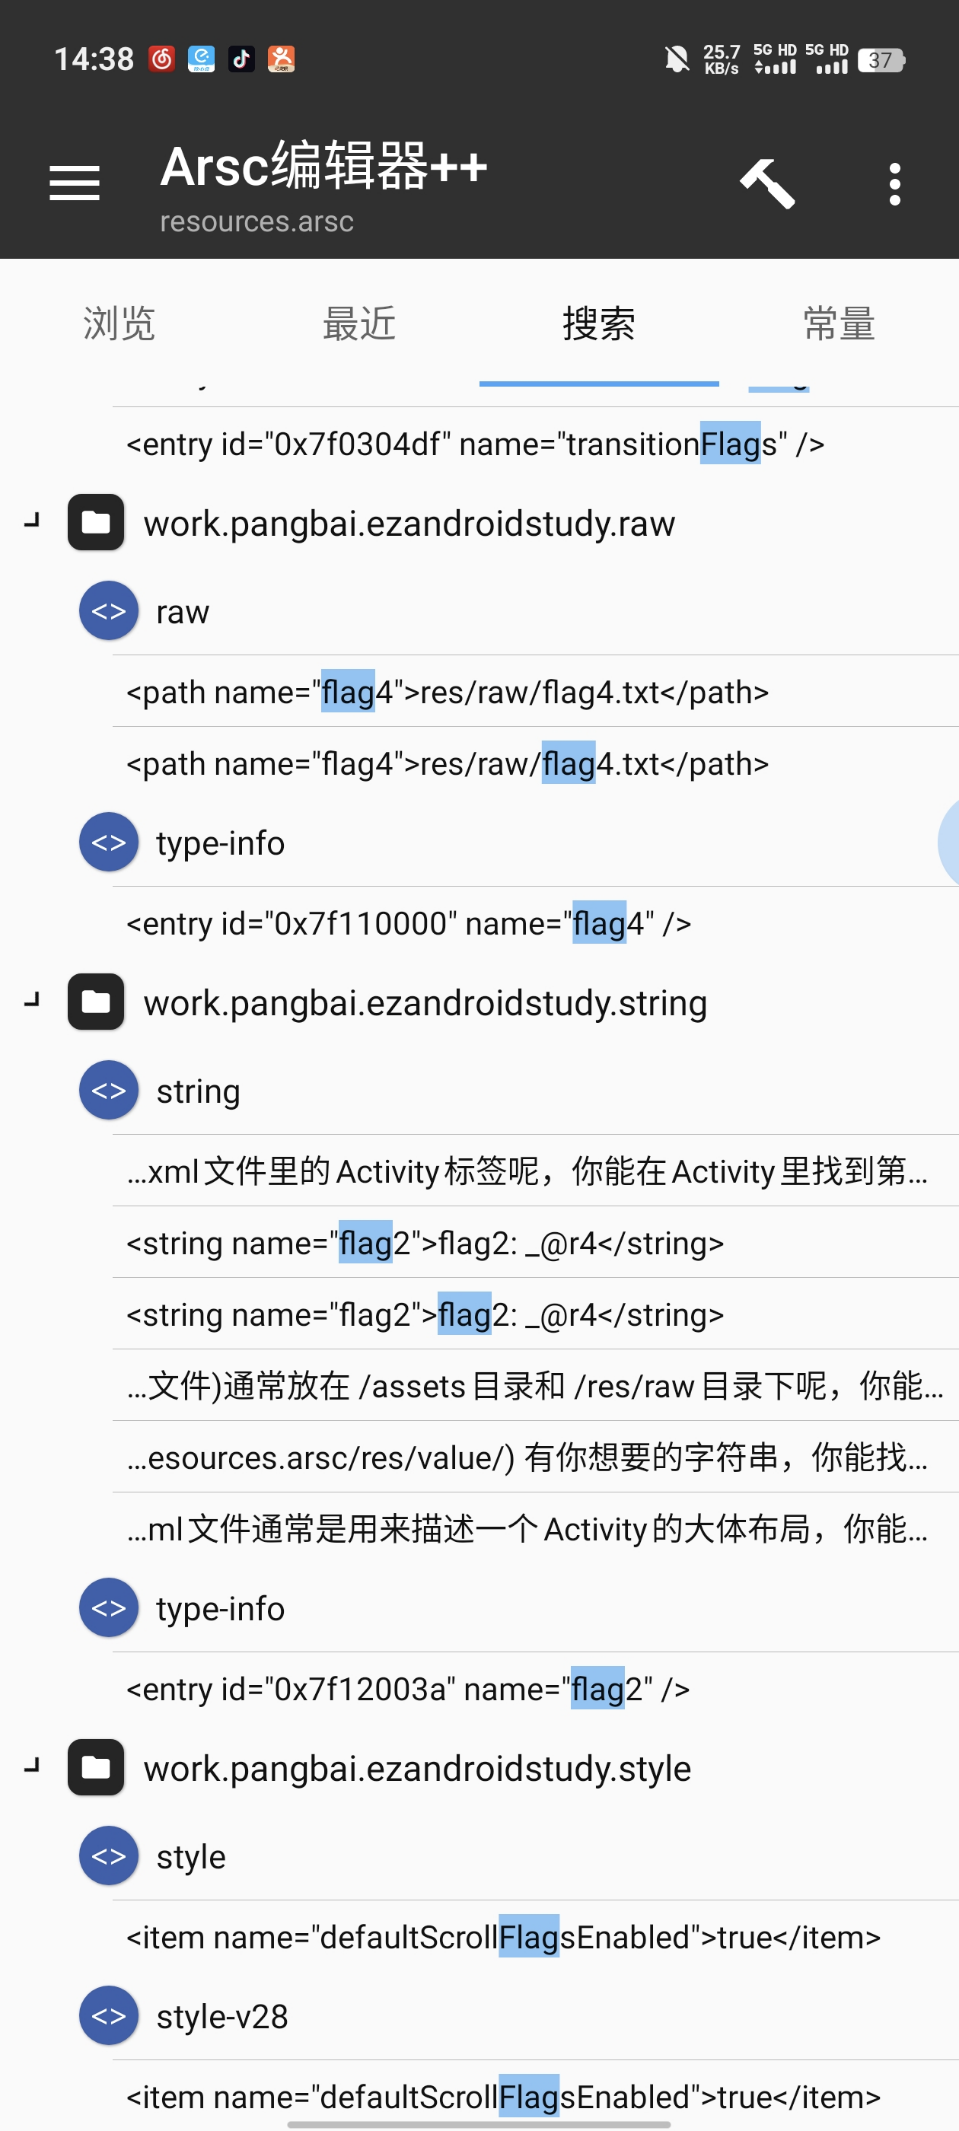 14:38
25.7 KB/s 5G HD 5G HD 37
Arsc编辑器++
resources.arsc
浏览 最近 搜索 常量
<entry id="0x7f0304df" name="transitionFlags" />
work.pangbai.ezandroidstudy.raw
<> raw
<path name="flag4">res/raw/flag4.txt</path>
<path name="flag4">res/raw/flag4.txt</path>
<> type-info
<entry id="0x7f110000" name="flag4" />
work.pangbai.ezandroidstudy.string
<> string
...xml文件里的Activity标签呢，你能在Activity里找到第...
<string name="flag2">flag2: _@r4</string>
<string name="flag2">flag2: _@r4</string>
...文件)通常放在 /assets目录和 /res/raw目录下呢，你能...
...esources.arsc/res/value/) 有你想要的字符串，你能找...
...ml文件通常是用来描述一个Activity的大体布局，你能...
<> type-info
<entry id="0x7f12003a" name="flag2" />
work.pangbai.ezandroidstudy.style
<> style
<item name="defaultScrollFlagsEnabled">true</item>
<> style-v28
<item name="defaultScrollFlagsEnabled">true</item>